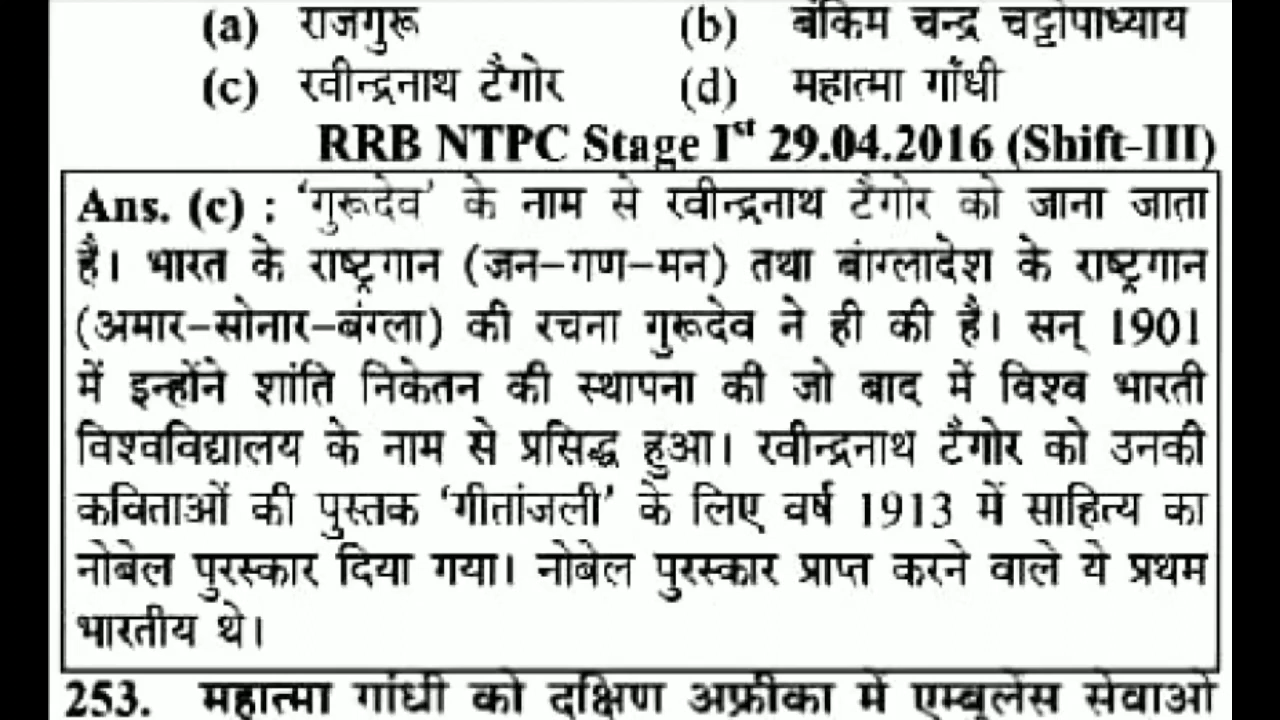 (a) राजगुरू (b) बंकिम चन्द्र चट्टोपाध्याय
(c) रवीन्द्रनाथ टैगोर (d) महात्मा गाँधी
RRB NTPC Stage Iˢᵗ 29.04.2016 (Shift-III)
Ans. (c) : 'गुरूदेव' के नाम से रवीन्द्रनाथ टैगोर को जाना जाता
है। भारत के राष्ट्रगान (जन-गण-मन) तथा बांग्लादेश के राष्ट्रगान
(अमार-सोनार-बंग्ला) की रचना गुरूदेव ने ही की है। सन् 1901
में इन्होंने शांति निकेतन की स्थापना की जो बाद में विश्व भारती
विश्वविद्यालय के नाम से प्रसिद्ध हुआ। रवीन्द्रनाथ टैगोर को उनकी
कविताओं की पुस्तक 'गीतांजली' के लिए वर्ष 1913 में साहित्य का
नोबेल पुरस्कार दिया गया। नोबेल पुरस्कार प्राप्त करने वाले ये प्रथम
भारतीय थे।
253. महात्मा गांधी को दक्षिण अफ्रीका में एम्बुलेंस सेवाओं